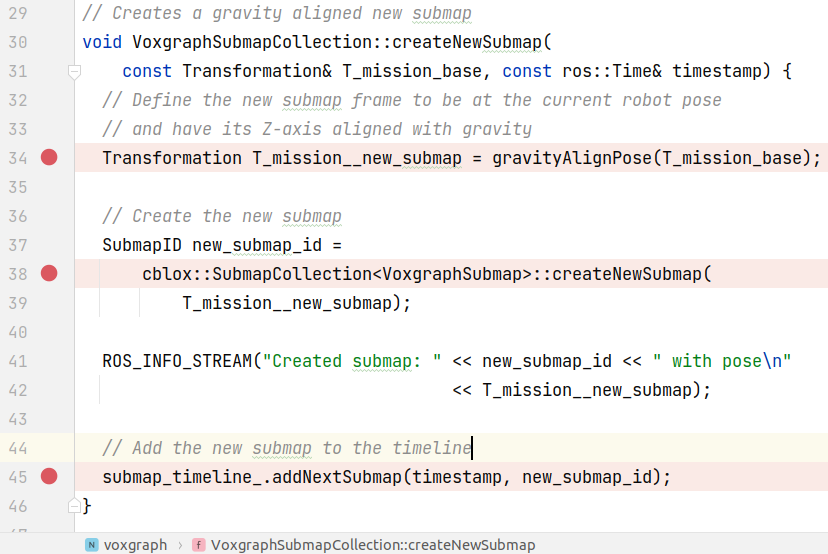 29 // Creates a gravity aligned new submap
30 void VoxgraphSubmapCollection::createNewSubmap(
31     const Transformation& T_mission_base, const ros::Time& timestamp) {
32   // Define the new submap frame to be at the current robot pose
33   // and have its Z-axis aligned with gravity
34   Transformation T_mission__new_submap = gravityAlignPose(T_mission_base);
35
36   // Create the new submap
37   SubmapID new_submap_id =
38       cblox::SubmapCollection<VoxgraphSubmap>::createNewSubmap(
39           T_mission__new_submap);
40
41   ROS_INFO_STREAM("Created submap: " << new_submap_id << " with pose\n"
42                                      << T_mission__new_submap);
43
44   // Add the new submap to the timeline
45   submap_timeline_.addNextSubmap(timestamp, new_submap_id);
46 }
N voxgraph › f VoxgraphSubmapCollection::createNewSubmap